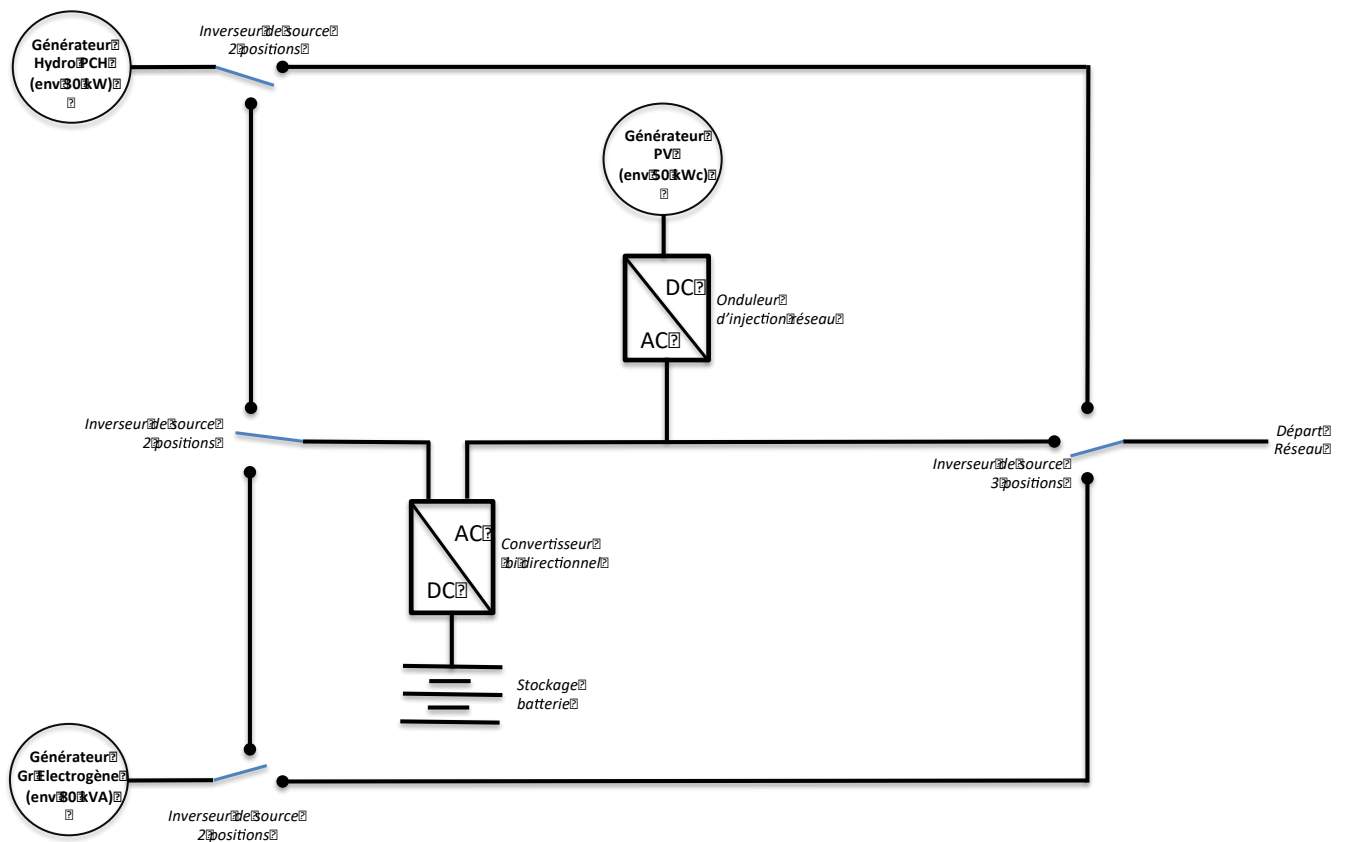 Générateur
Hydro PCH
(env 30 kW)
Inverseur de source
2 positions
Générateur
PV
(env 50 kWc)
DC
AC
Onduleur
d'injection réseau
Inverseur de source
2 positions
Départ
Réseau
Inverseur de source
3 positions
AC
DC
Convertisseur
bi directionnel
Stockage
batterie
Générateur
Gr Electrogène
(env 80 kVA)
Inverseur de source
2 positions